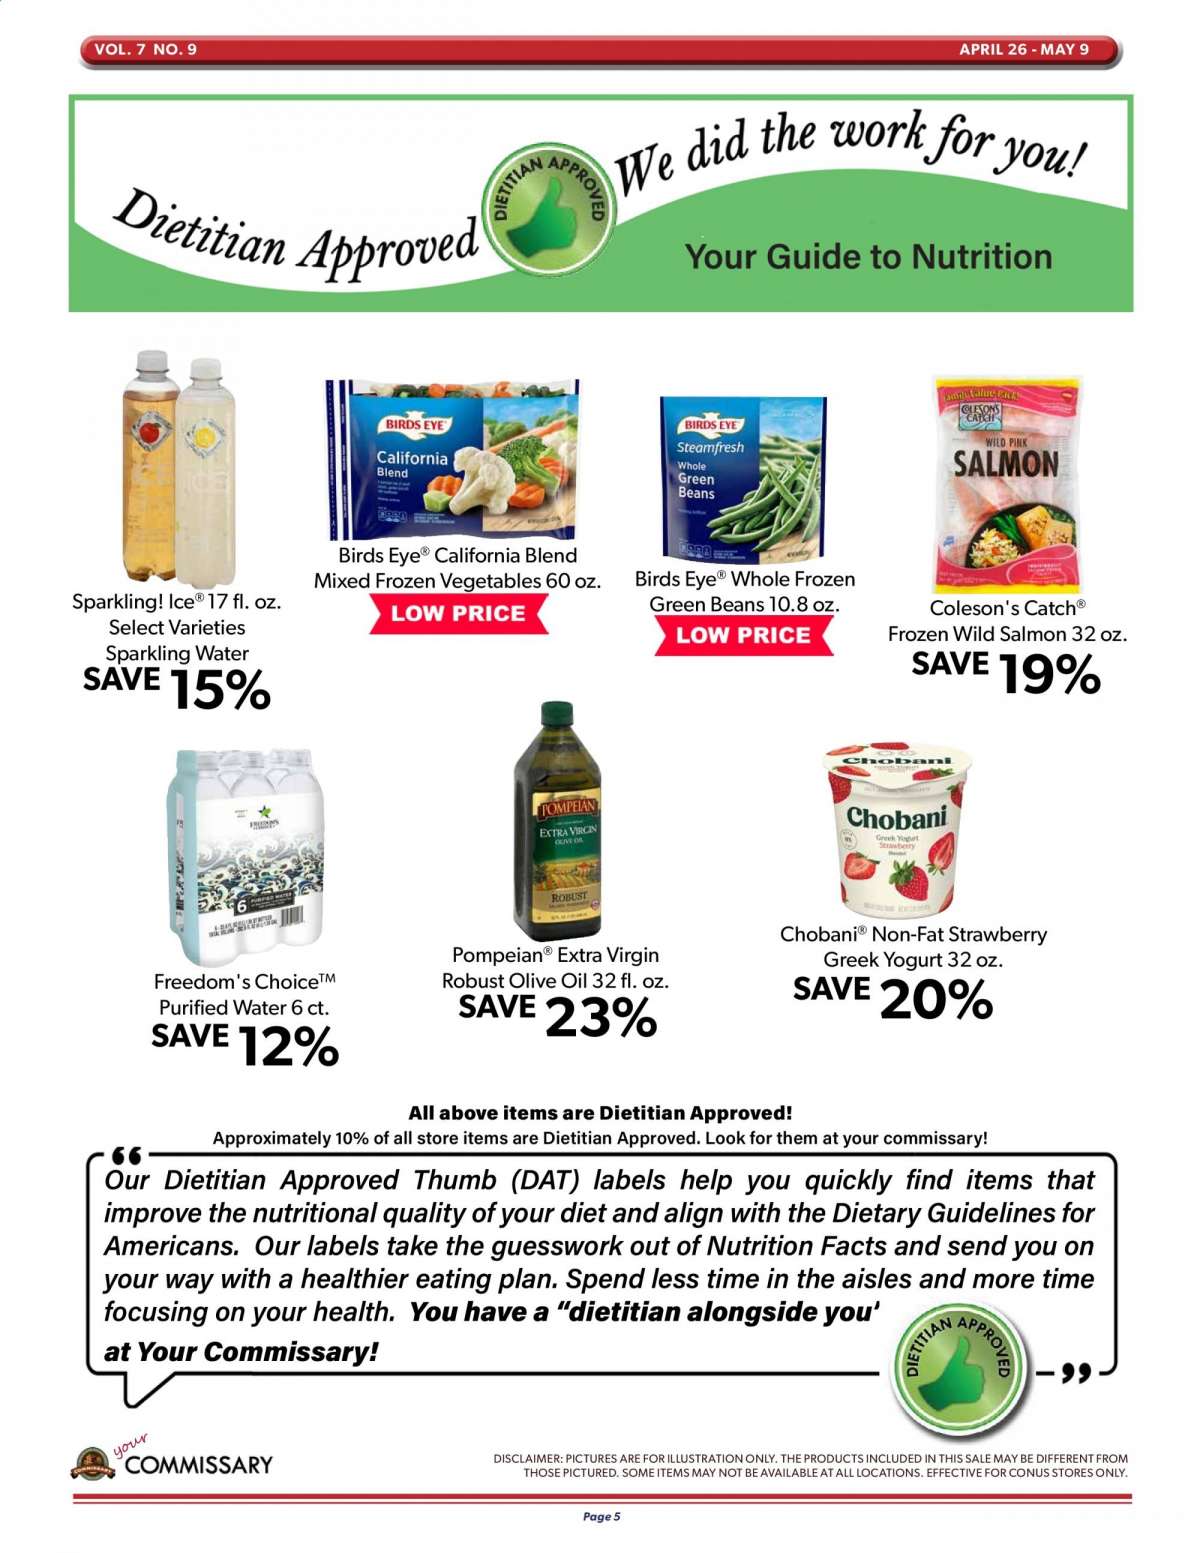 VOL. 7 NO. 9
APRIL 26 - MAY 9
Dietitian Approved
DIETITIAN APPROVED
We did the work for you!
Your Guide to Nutrition
BIRDS EYE
California
Blend
BIRDS EYE
Steamfresh
Whole
Green
Beans
Family Value Pack!
COLESON'S
CATCH
WILD PINK
SALMON
Sparkling! Ice® 17 fl. oz.
Select Varieties
Sparkling Water
SAVE 15%
Birds Eye® California Blend
Mixed Frozen Vegetables 60 oz.
LOW PRICE
Birds Eye® Whole Frozen
Green Beans 10.8 oz.
LOW PRICE
Coleson's Catch®
Frozen Wild Salmon 32 oz.
SAVE 19%
FREEDOM'S
CHOICE
6 PURIFIED WATER
POMPEIAN
EXTRA VIRGIN
OLIVE OIL
ROBUST
Chobani
Chobani
Greek Yogurt
Strawberry
Blended
Freedom's Choice™
Purified Water 6 ct.
SAVE 12%
Pompeian® Extra Virgin
Robust Olive Oil 32 fl. oz.
SAVE 23%
Chobani® Non-Fat Strawberry
Greek Yogurt 32 oz.
SAVE 20%
All above items are Dietitian Approved!
Approximately 10% of all store items are Dietitian Approved. Look for them at your commissary!
“
Our Dietitian Approved Thumb (DAT) labels help you quickly find items that
improve the nutritional quality of your diet and align with the Dietary Guidelines for
Americans. Our labels take the guesswork out of Nutrition Facts and send you on
your way with a healthier eating plan. Spend less time in the aisles and more time
focusing on your health. You have a “dietitian alongside you'
at Your Commissary!
DIETITIAN APPROVED
”
COMMISSARY
your
COMMISSARY
DISCLAIMER: PICTURES ARE FOR ILLUSTRATION ONLY. THE PRODUCTS INCLUDED IN THIS SALE MAY BE DIFFERENT FROM
THOSE PICTURED. SOME ITEMS MAY NOT BE AVAILABLE AT ALL LOCATIONS. EFFECTIVE FOR CONUS STORES ONLY.
Page 5